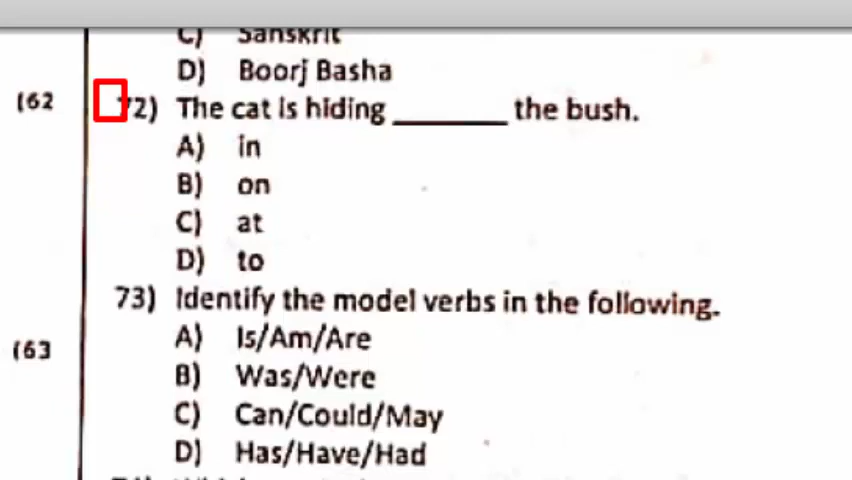 C) Sanskrit
D) Boorj Basha
(62
72) The cat is hiding ________ the bush.
A) in
B) on
C) at
D) to
73) Identify the model verbs in the following.
(63
A) Is/Am/Are
B) Was/Were
C) Can/Could/May
D) Has/Have/Had